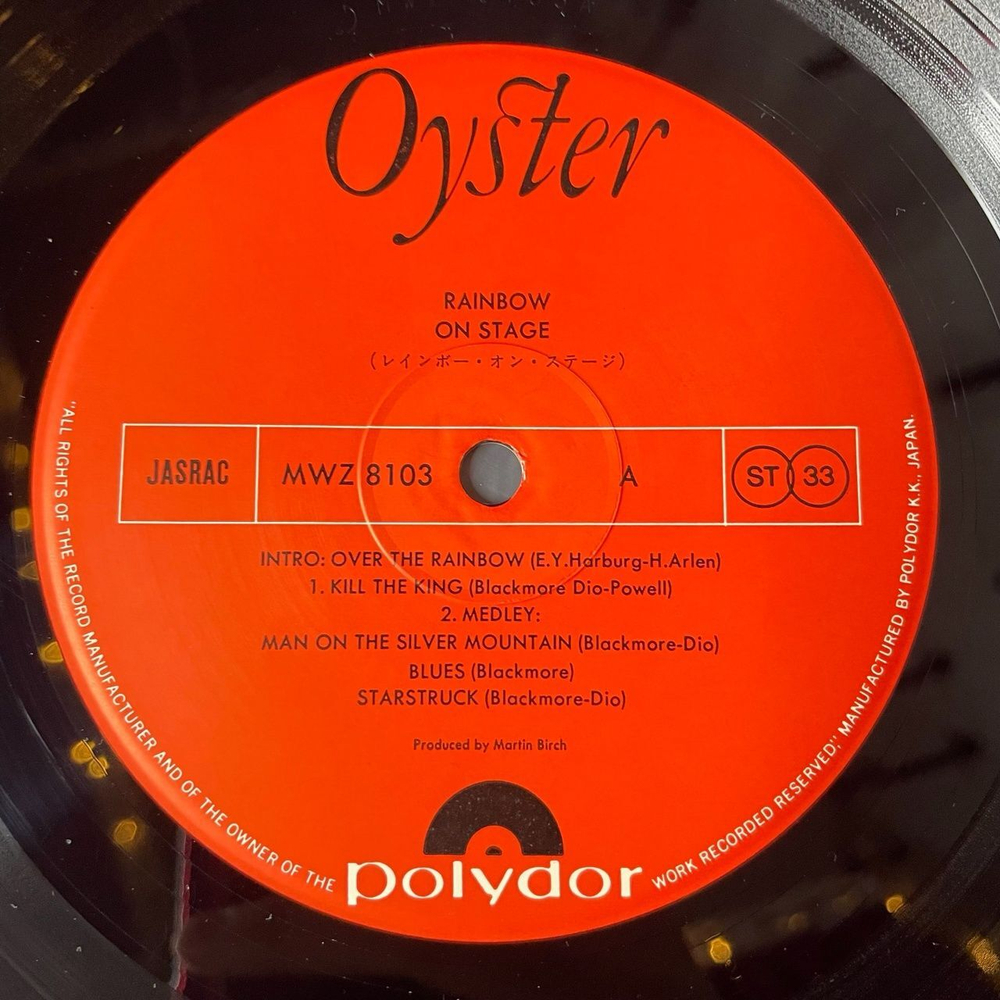 Oyster
RAINBOW
ON STAGE
(レインボー・オン・ステージ)
JASRAC
MWZ 8103
A
ST 33
INTRO: OVER THE RAINBOW (E.Y.Harburg-H.Arlen)
1. KILL THE KING (Blackmore Dio-Powell)
2. MEDLEY:
MAN ON THE SILVER MOUNTAIN (Blackmore-Dio)
BLUES (Blackmore)
STARSTRUCK (Blackmore-Dio)
Produced by Martin Birch
polydor
"ALL RIGHTS OF THE RECORD MANUFACTURER AND OF THE OWNER OF THE WORK RECORDED RESERVED," MANUFACTURED BY POLYDOR K.K., JAPAN.